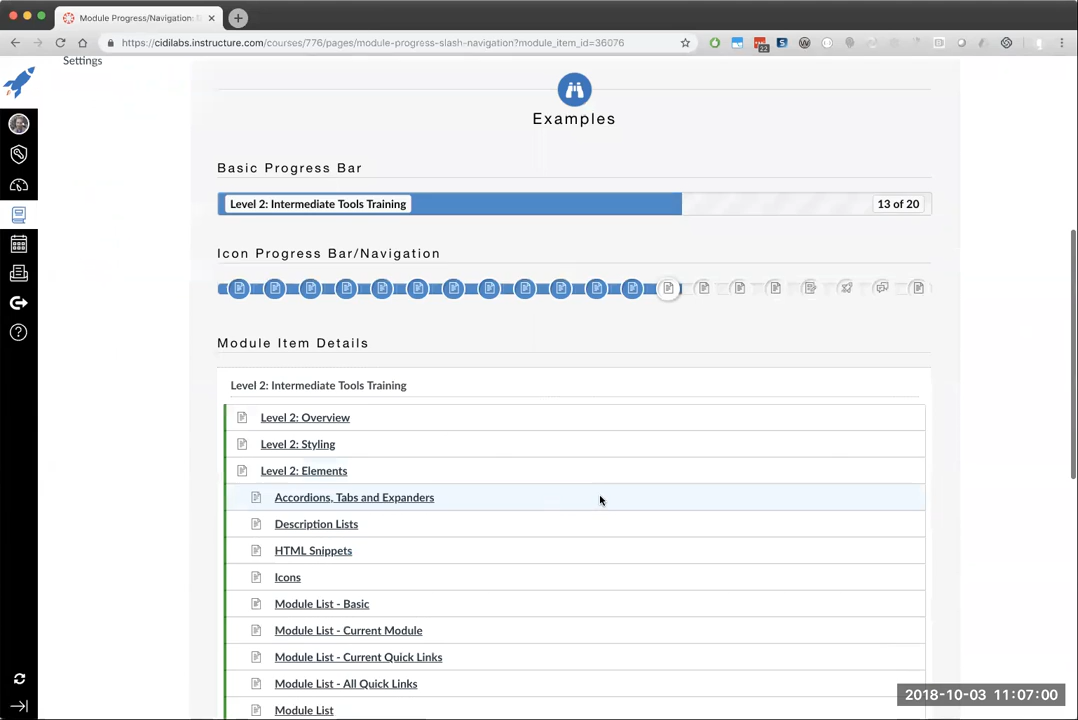 Module Progress/Navigation:
https://cidilabs.instructure.com/courses/776/pages/module-progress-slash-navigation?module_item_id=36076
22
Settings
Examples
Basic Progress Bar
Level 2: Intermediate Tools Training
13 of 20
Icon Progress Bar/Navigation
Module Item Details
Level 2: Intermediate Tools Training
Level 2: Overview
Level 2: Styling
Level 2: Elements
Accordions, Tabs and Expanders
Description Lists
HTML Snippets
Icons
Module List - Basic
Module List - Current Module
Module List - Current Quick Links
Module List - All Quick Links
Module List
2018-10-03 11:07:00